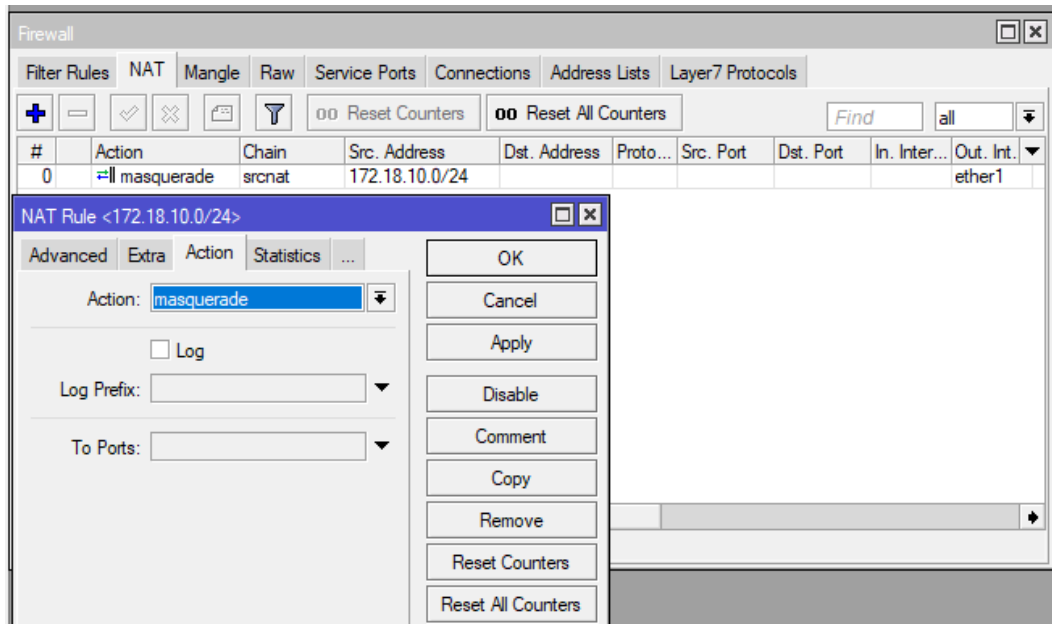 Firewall
Filter Rules NAT Mangle Raw Service Ports Connections Address Lists Layer7 Protocols
00 Reset Counters 00 Reset All Counters Find all
# Action Chain Src. Address Dst. Address Proto... Src. Port Dst. Port In. Inter... Out. Int.
0 masquerade srcnat 172.18.10.0/24 ether1
NAT Rule <172.18.10.0/24>
Advanced Extra Action Statistics ...
Action: masquerade
Log
Log Prefix:
To Ports:
OK
Cancel
Apply
Disable
Comment
Copy
Remove
Reset Counters
Reset All Counters